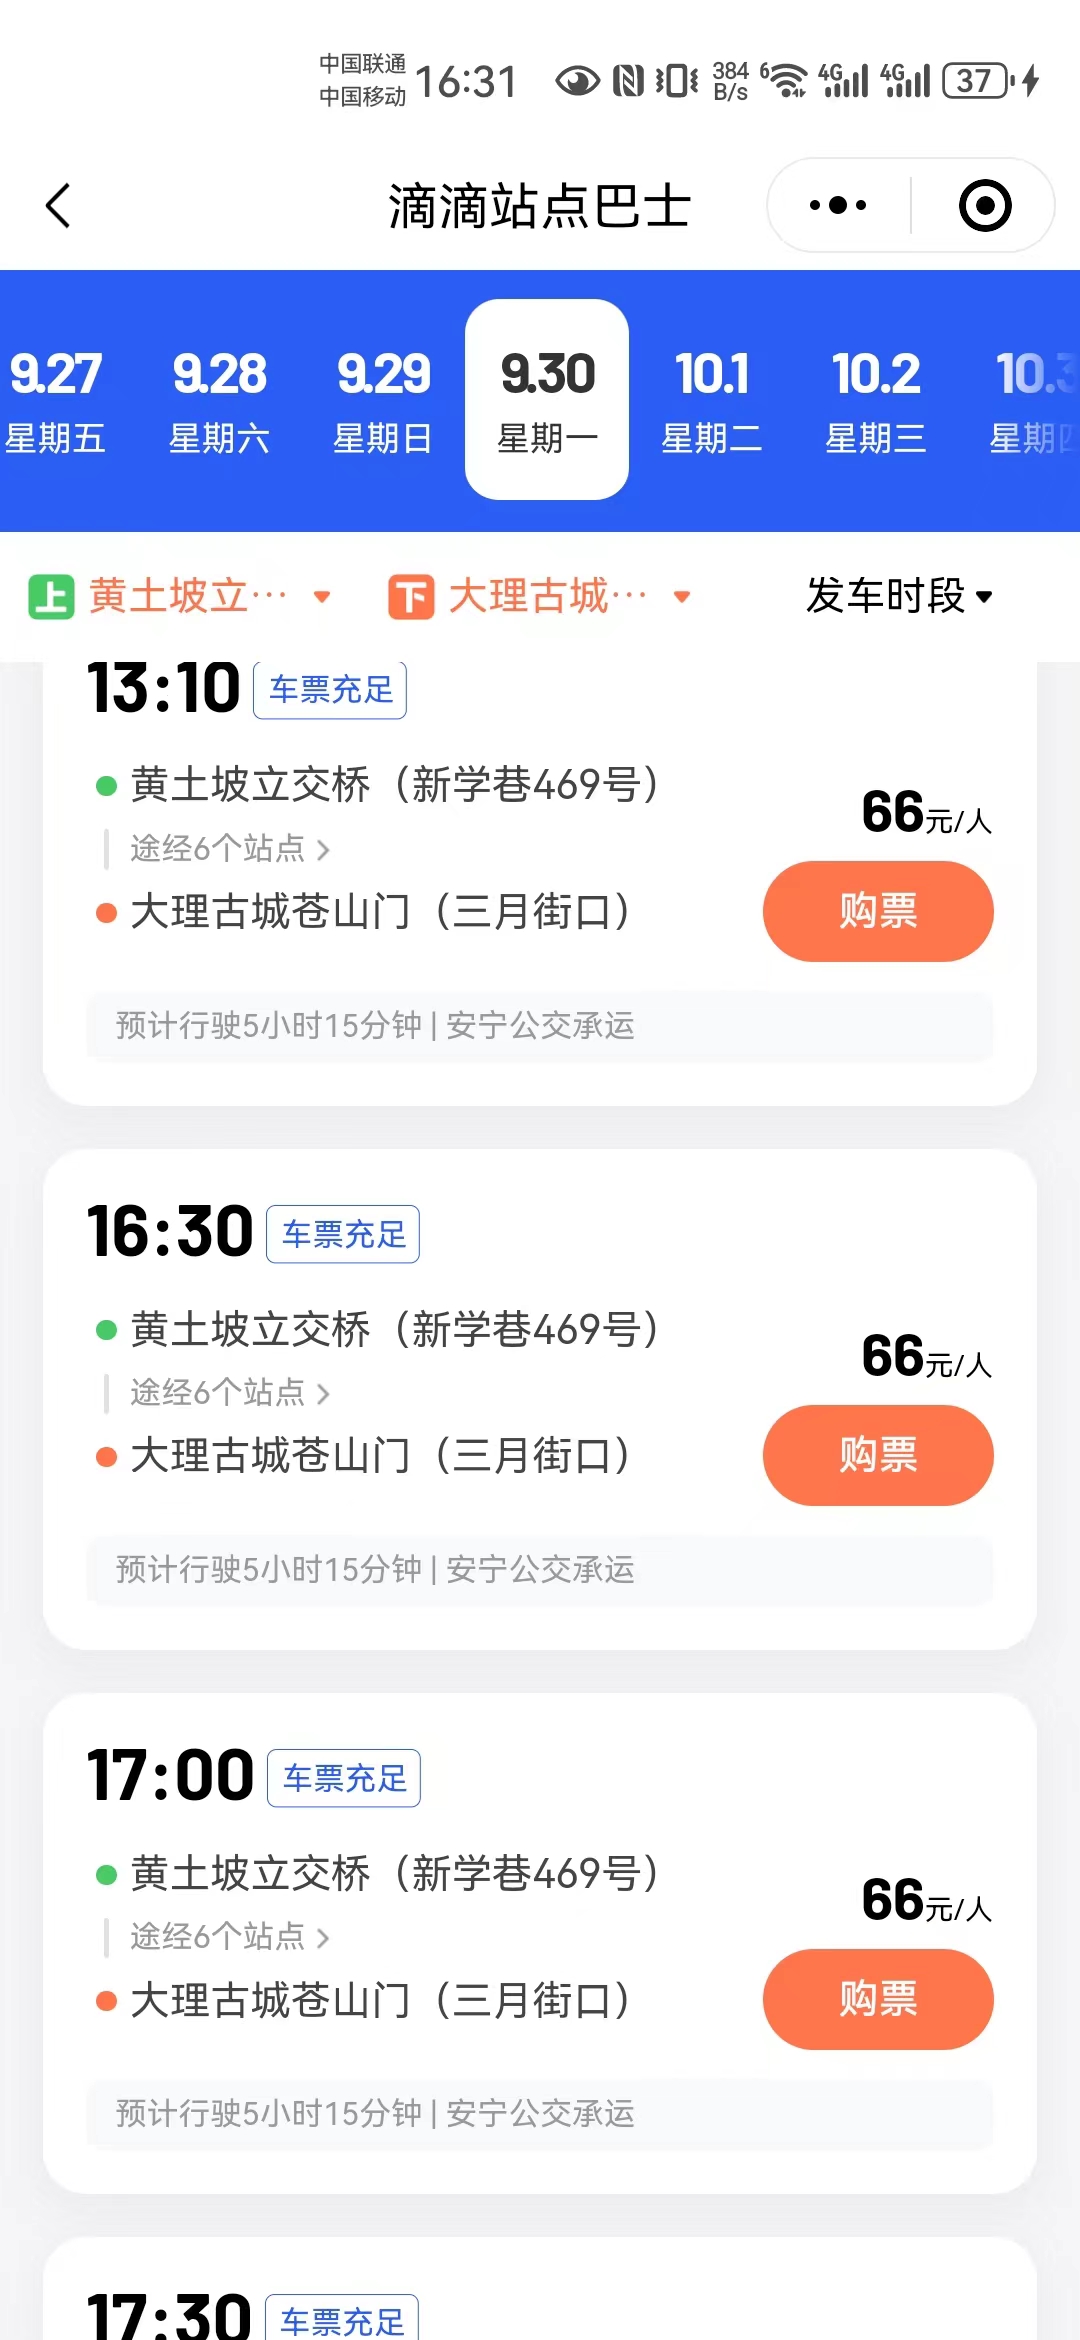 中国联通
中国移动
16:31
384
B/s
6
4G
4G
37
滴滴站点巴士
9.27 9.28 9.29 9.30 10.1 10.2 10.3
星期五 星期六 星期日 星期一 星期二 星期三 星期四
上 黄土坡立… 下 大理古城… 发车时段
13:10 车票充足
黄土坡立交桥（新学巷469号）
66元/人
途经6个站点
大理古城苍山门（三月街口）
购票
预计行驶5小时15分钟 | 安宁公交承运
16:30 车票充足
黄土坡立交桥（新学巷469号）
66元/人
途经6个站点
大理古城苍山门（三月街口）
购票
预计行驶5小时15分钟 | 安宁公交承运
17:00 车票充足
黄土坡立交桥（新学巷469号）
66元/人
途经6个站点
大理古城苍山门（三月街口）
购票
预计行驶5小时15分钟 | 安宁公交承运
17:30 车票充足